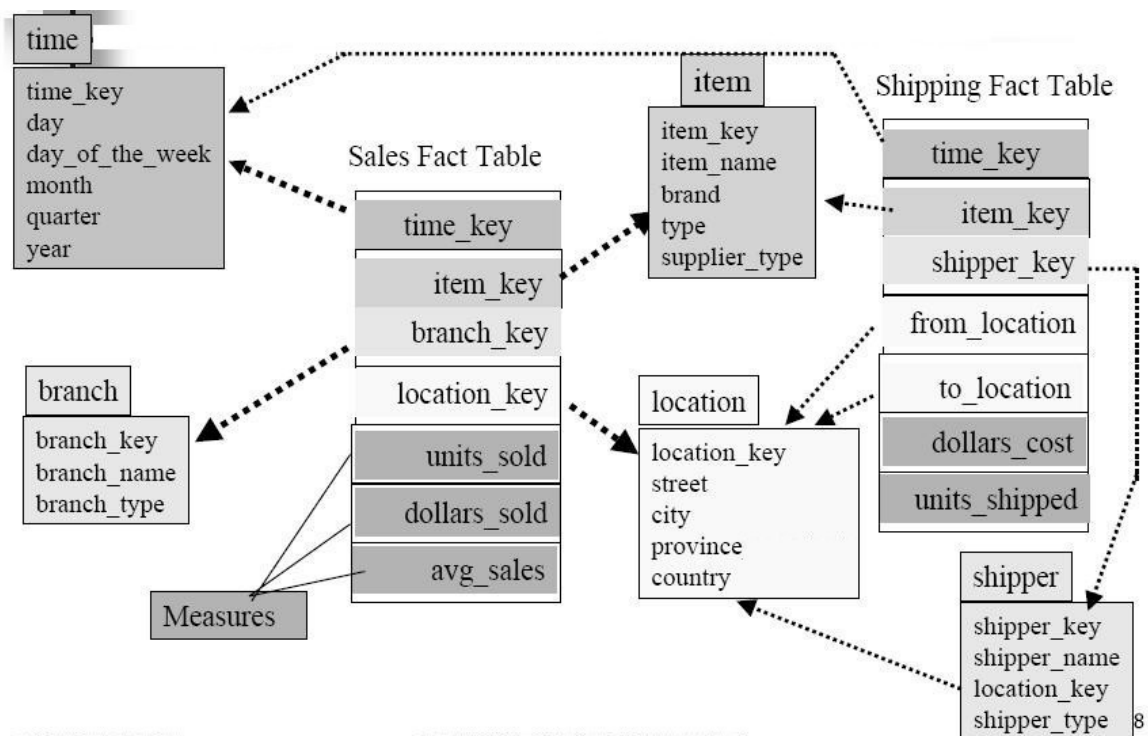 time
time_key
day
day_of_the_week
month
quarter
year
Sales Fact Table
time_key
item_key
branch_key
location_key
units_sold
dollars_sold
avg_sales
Measures
branch
branch_key
branch_name
branch_type
item
item_key
item_name
brand
type
supplier_type
location
location_key
street
city
province
country
Shipping Fact Table
time_key
item_key
shipper_key
from_location
to_location
dollars_cost
units_shipped
shipper
shipper_key
shipper_name
location_key
shipper_type
8